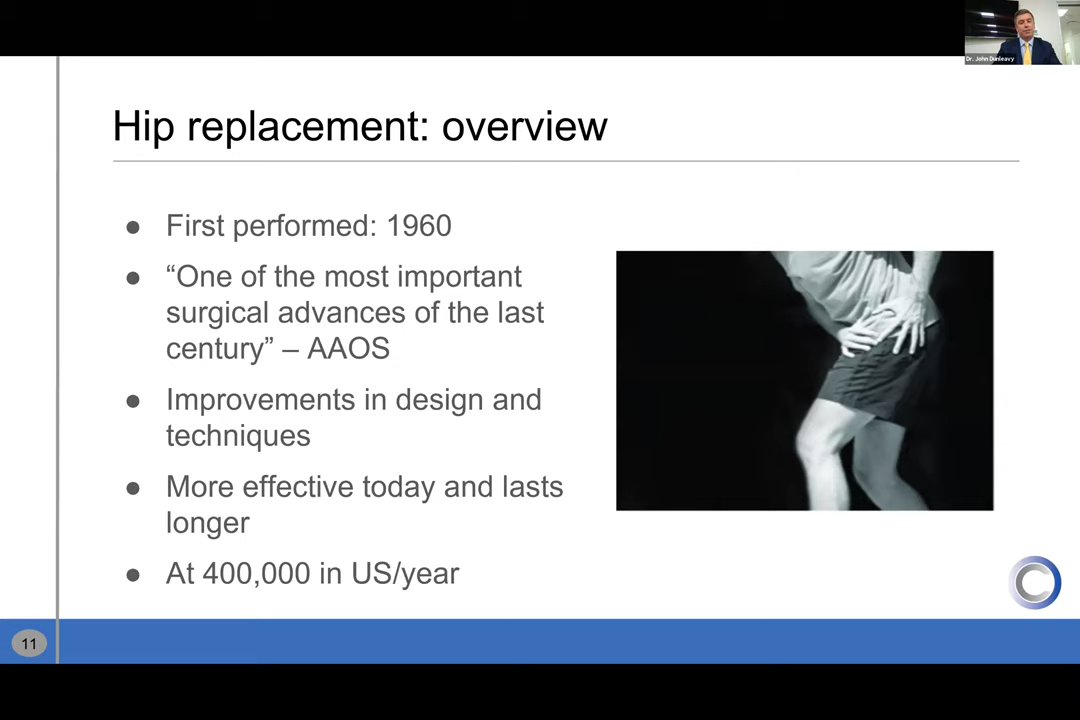 Dr. John Dunleavy
Hip replacement: overview
● First performed: 1960
● “One of the most important
surgical advances of the last
century” – AAOS
● Improvements in design and
techniques
● More effective today and lasts
longer
● At 400,000 in US/year
11